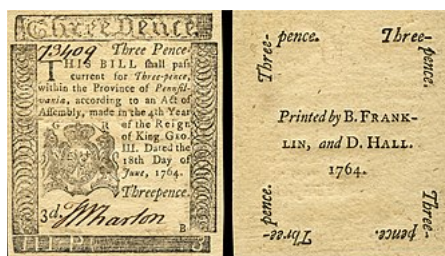 Three Pence
73409 Three Pence.
THIS BILL shall pass
current for Three-pence,
within the Province of Pennsyl-
vania, according to an Act of
Assembly, made in the 4th Year
G R of the Reign
of King GEO.
III. Dated the
18th Day of
June, 1764.
Threepence.
3d. Wharton
B
Three-pence.
Three-pence.
Printed by B. FRANK-
LIN, and D. HALL.
1764.
Three-pence.
Three-pence.